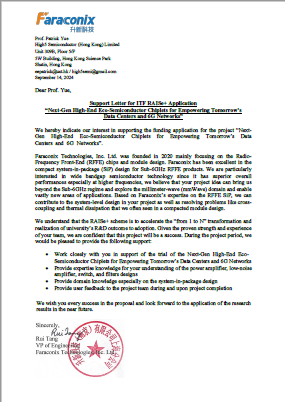 Faraconix
升新科技
Prof. Patrick Yue
High5 Semiconductor (Hong Kong) Limited
Unit 509B, Floor 5/F
5W Building, Hong Kong Science Park
Shatin, Hong Kong
September 14, 2024
Dear Prof. Yue,
Support Letter for ITF RAISe+ Application
"Next-Gen High-End Eco-Semiconductor Chiplets for Empowering Tomorrow's
Data Centers and 6G Networks"
We hereby indicate our interest in supporting the funding application for the project "Next-
Gen High-End Eco-Semiconductor Chiplets for Empowering Tomorrow's Data
Centers and 6G Networks".
Faraconix Technologies, Inc. Ltd. was founded in 2020 mainly focusing on the Radio-
Frequency Front-End (RFFE) chips and module design. Faraconix has been excellent in the
compact system-in-package (SiP) design for Sub-6GHz RFFE products. We are particularly
interested in wide bandgap semiconductor technology since it has superior overall
performances especially at higher frequencies, we believe that your project idea can bring us
beyond the Sub-6GHz regime and explore the millimeter-wave (mmWave) domain and enable
vastly new areas of applications. Based on Faraconix's expertise on the RFFE SiP, we can
contribute to the system-level design in your project as well as resolving problems like cross-
coupling and thermal dissipation that we often seen in a compacted module design.
We understand that the RAISe+ scheme is to accelerate the "from 1 to N" transformation and
realization of university's R&D outcome to adoption. Given the proven strength and experience
of your team, we are confident that this project will be a success. During the project period, we
would be pleased to provide the following support:
• Work closely with you in support of the trial of the Next-Gen High-End Eco-
Semiconductor Chiplets for Empowering Tomorrow's Data Centers and 6G Networks
• Provide expertise knowledge for your understanding of the power amplifier, low-noise
amplifier, switch, and filters designs
• Provide domain knowledge especially on the system-in-package design
• Provide user feedback to the project team during and upon project completion
We wish you every success in the proposal and look forward to the application of the research
results in the near future.
Sincerely,
Rui Tang
Rui Tang
VP of Engineering
Faraconix Technologies Inc. Ltd.